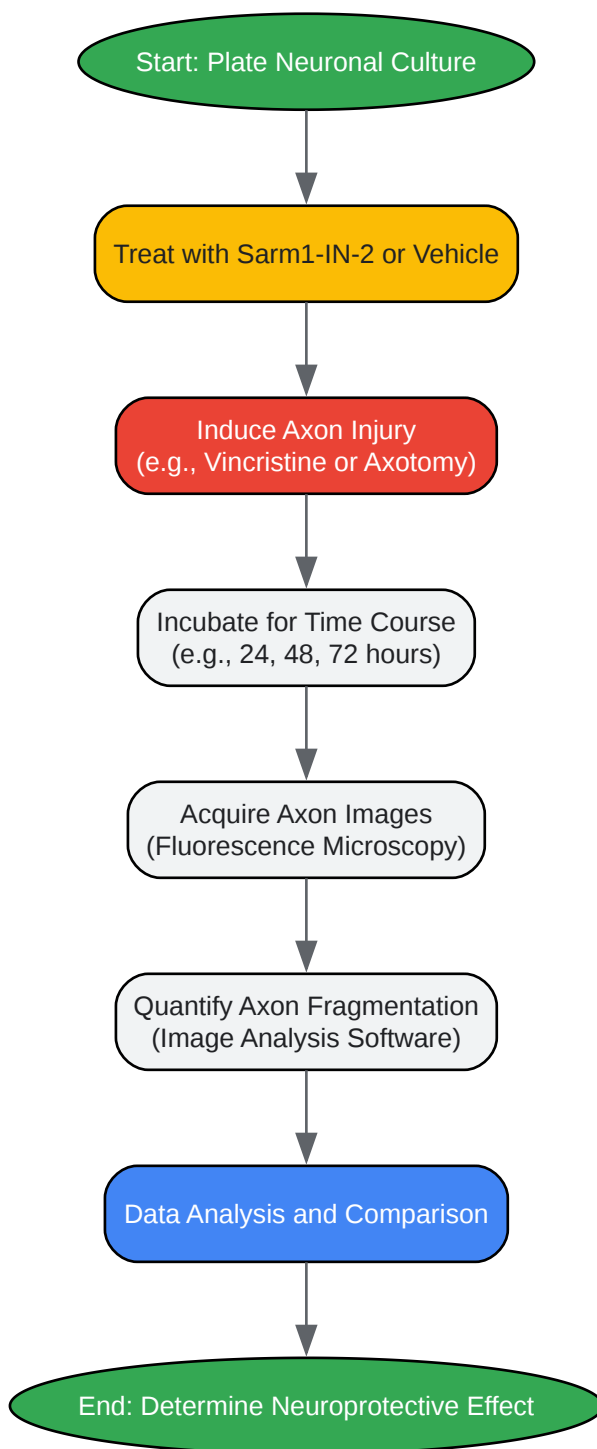 Start: Plate Neuronal Culture
Treat with Sarm1-IN-2 or Vehicle
Induce Axon Injury
(e.g., Vincristine or Axotomy)
Incubate for Time Course
(e.g., 24, 48, 72 hours)
Acquire Axon Images
(Fluorescence Microscopy)
Quantify Axon Fragmentation
(Image Analysis Software)
Data Analysis and Comparison
End: Determine Neuroprotective Effect